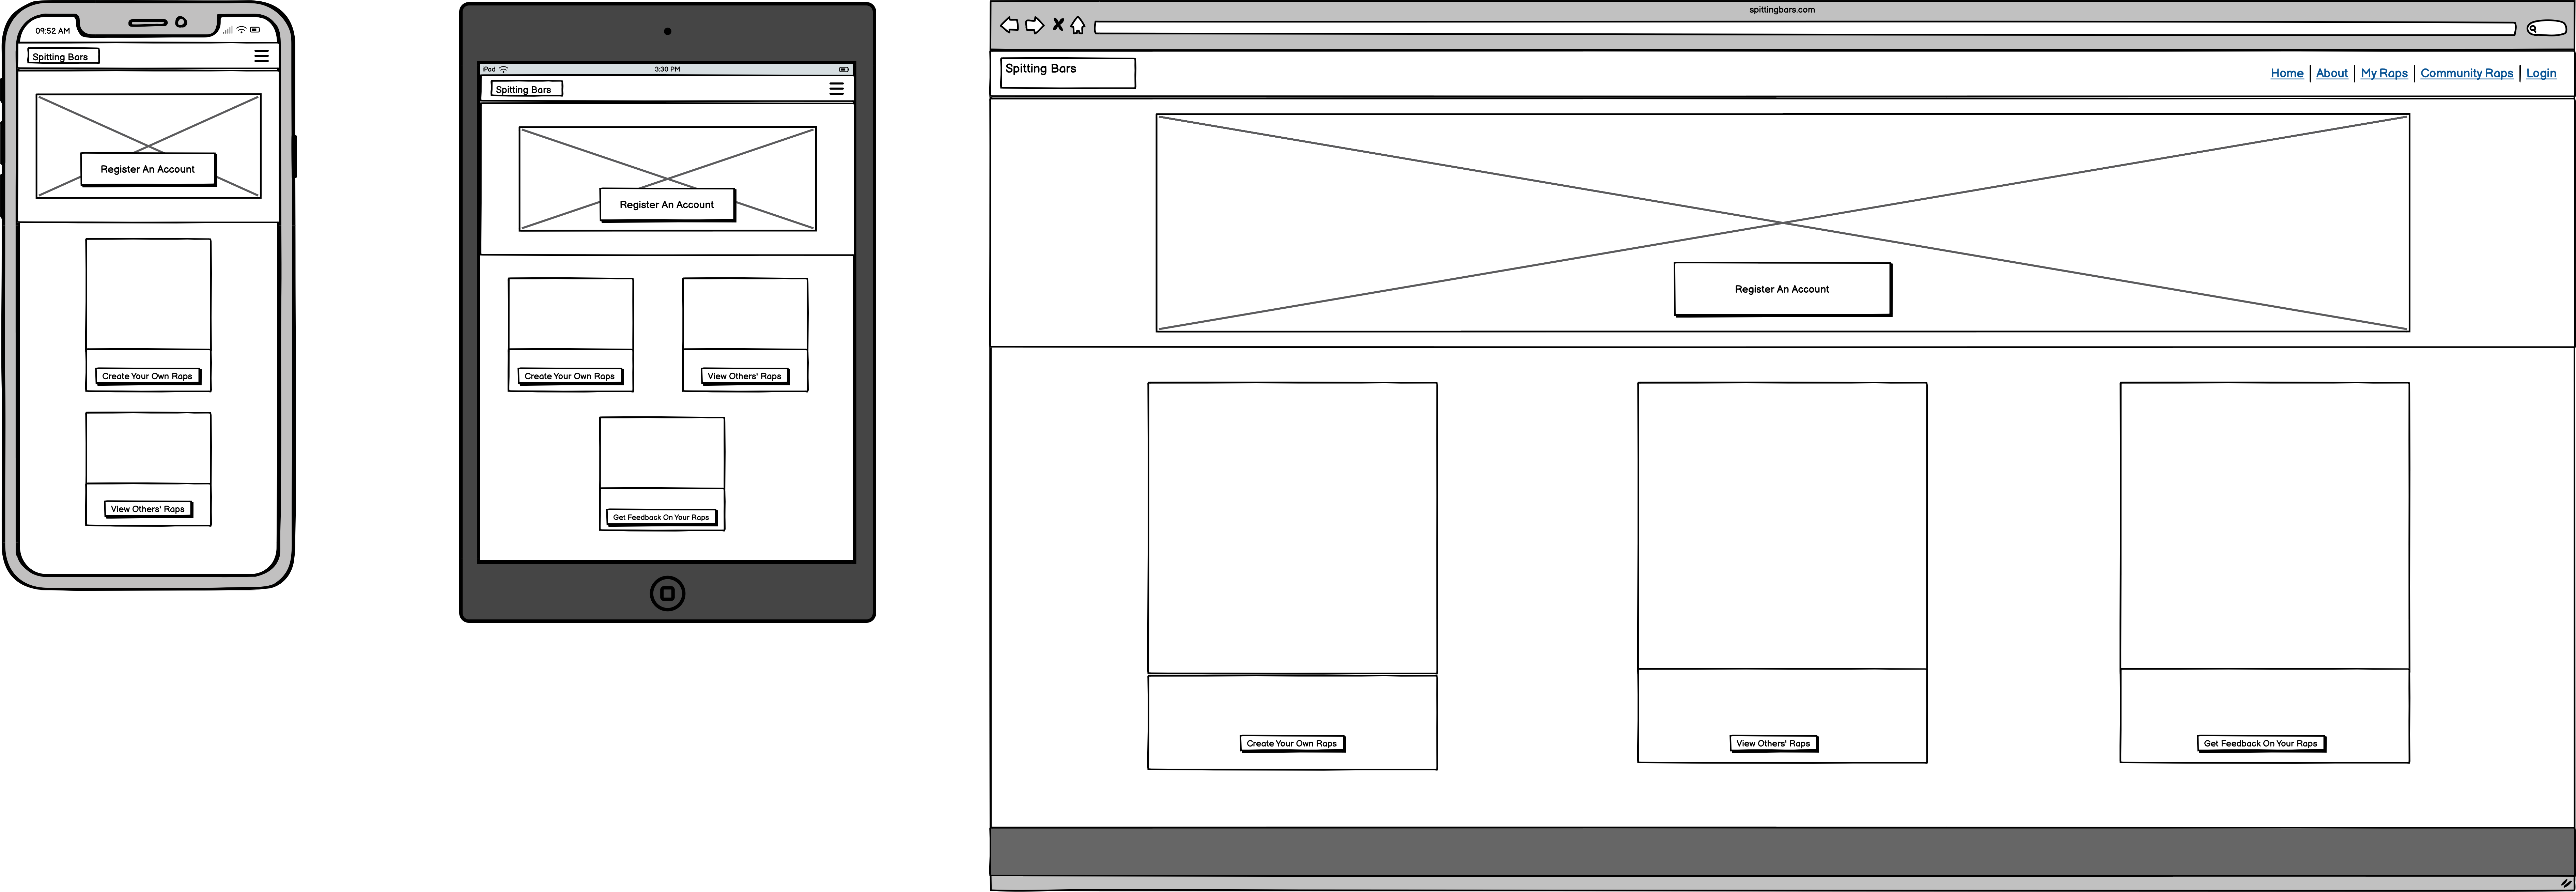 09:52 AM
Spitting Bars
Register An Account
Create Your Own Raps
View Others' Raps
iPad
3:30 PM
Spitting Bars
Register An Account
Create Your Own Raps
View Others' Raps
Get Feedback On Your Raps
spittingbars.com
Spitting Bars
Home | About | My Raps | Community Raps | Login
Register An Account
Create Your Own Raps
View Others' Raps
Get Feedback On Your Raps